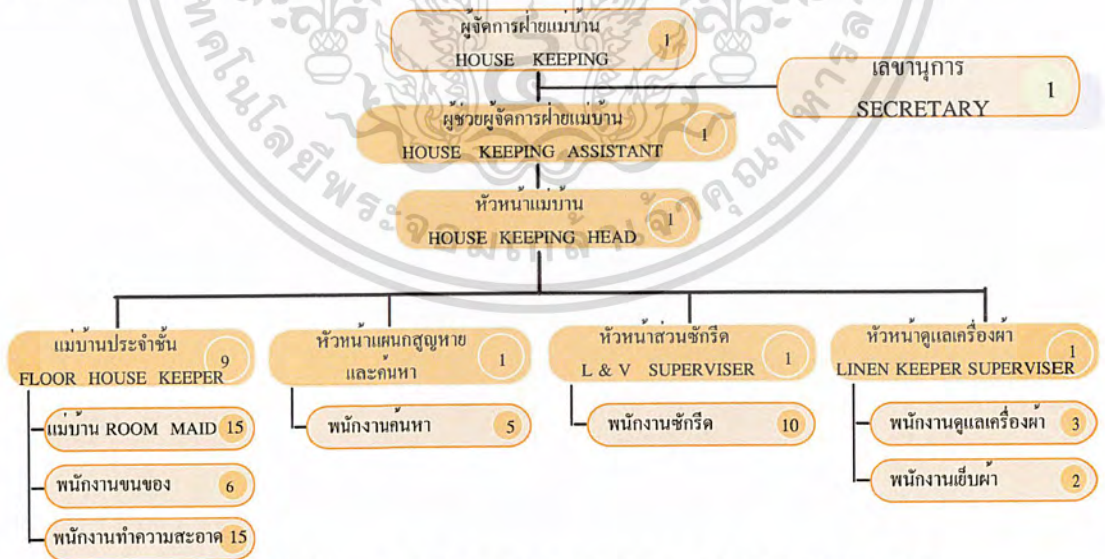 ผู้จัดการฝ่ายแม่บ้าน
HOUSE KEEPING
1
เลขานุการ
SECRETARY
1
ผู้ช่วยผู้จัดการฝ่ายแม่บ้าน
HOUSE KEEPING ASSISTANT
1
หัวหน้าแม่บ้าน
HOUSE KEEPING HEAD
1
แม่บ้านประจำชั้น
FLOOR HOUSE KEEPER
9
แม่บ้าน ROOM MAID 15
พนักงานขนของ 6
พนักงานทำความสะอาด 15
หัวหน้าแผนกสูญหาย
และค้นหา
1
พนักงานค้นหา 5
หัวหน้าส่วนซักรีด
L & V SUPERVISER
1
พนักงานซักรีด 10
หัวหน้าดูแลเครื่องผ้า
LINEN KEEPER SUPERVISER
1
พนักงานดูแลเครื่องผ้า 3
พนักงานเย็บผ้า 2